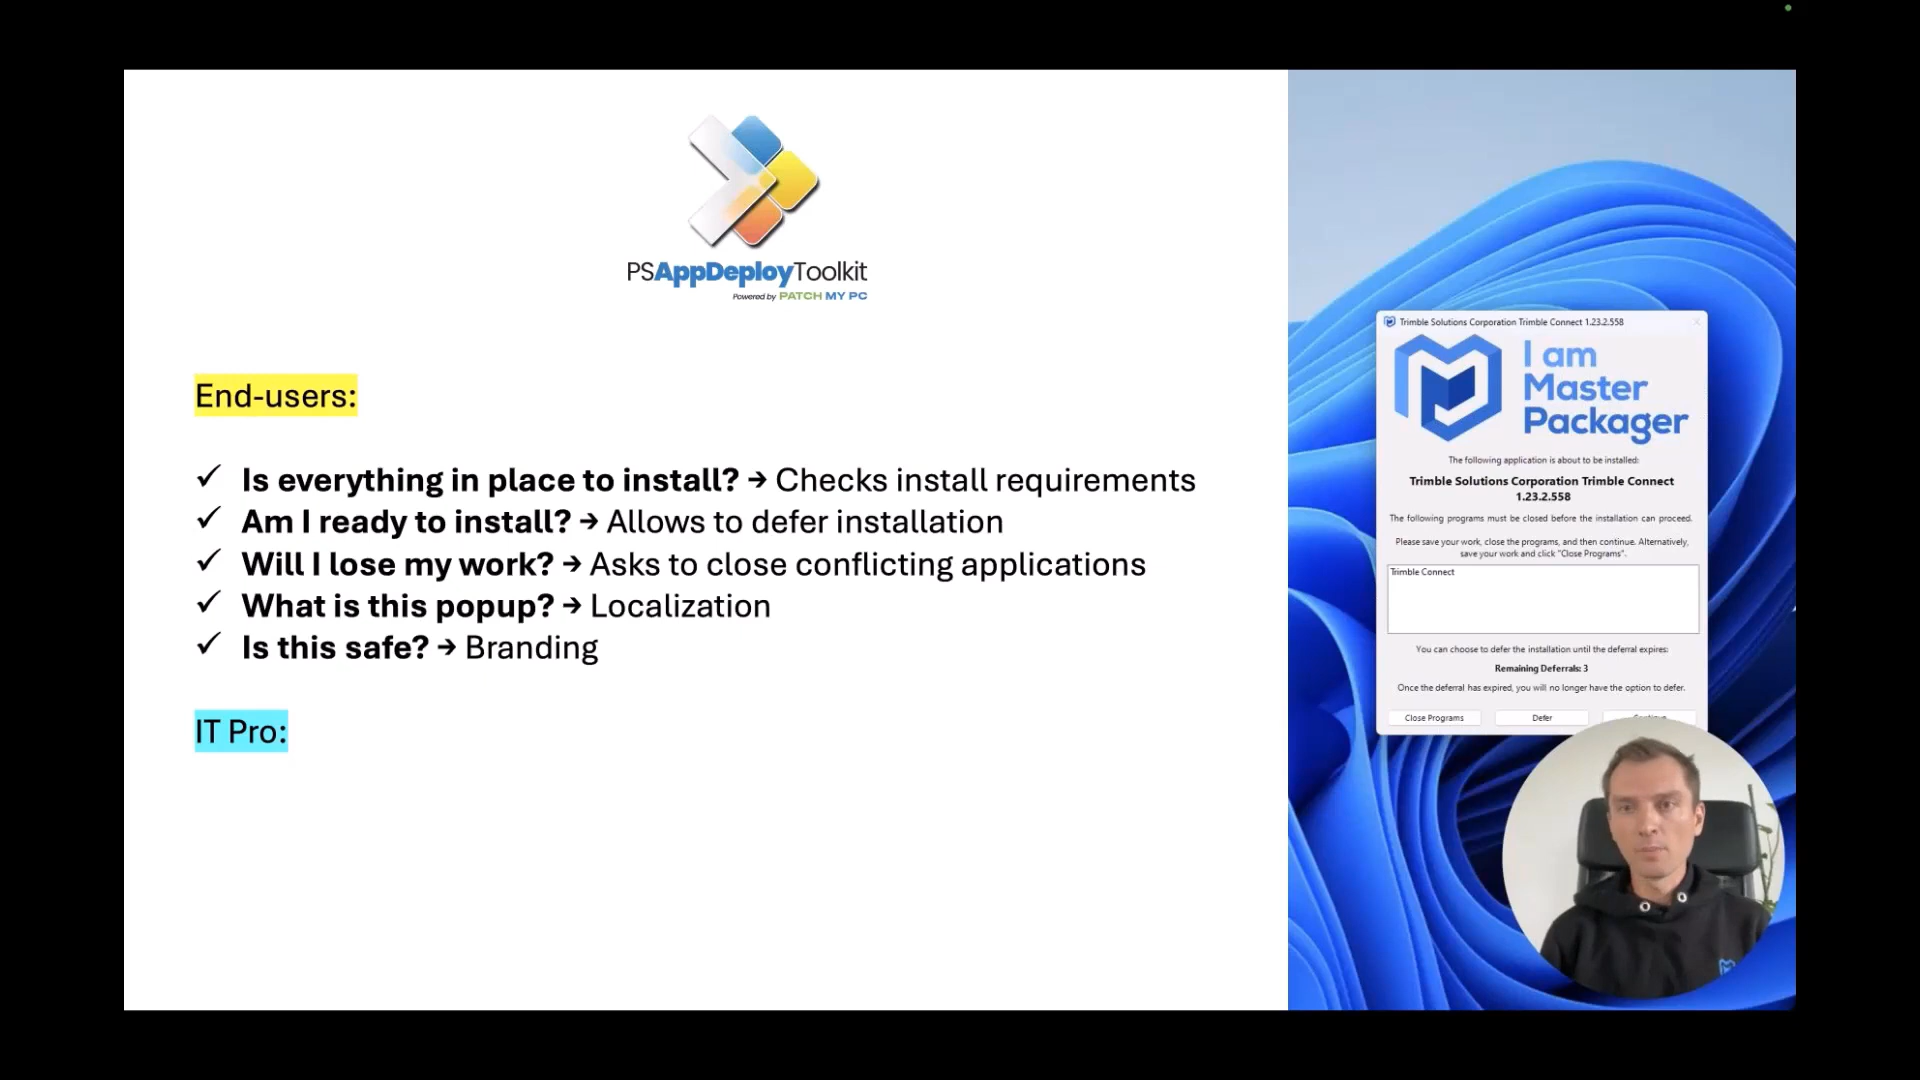 PSAppDeployToolkit
Powered by PATCH MY PC
End-users:
✓ Is everything in place to install? → Checks install requirements
✓ Am I ready to install? → Allows to defer installation
✓ Will I lose my work? → Asks to close conflicting applications
✓ What is this popup? → Localization
✓ Is this safe? → Branding
IT Pro:
Trimble Solutions Corporation Trimble Connect 1.23.2.558
X
I am
Master
Packager
The following application is about to be installed:
Trimble Solutions Corporation Trimble Connect
1.23.2.558
The following programs must be closed before the installation can proceed.
Please save your work, close the programs, and then continue. Alternatively,
save your work and click "Close Programs".
Trimble Connect
You can choose to defer the installation until the deferral expires:
Remaining Deferrals: 3
Once the deferral has expired, you will no longer have the option to defer.
Close Programs
Defer